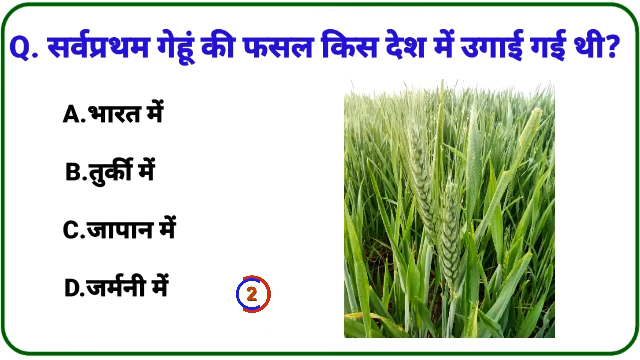 Q. सर्वप्रथम गेहूं की फसल किस देश में उगाई गई थी?
A.भारत में
B.तुर्की में
C.जापान में
D.जर्मनी में
2